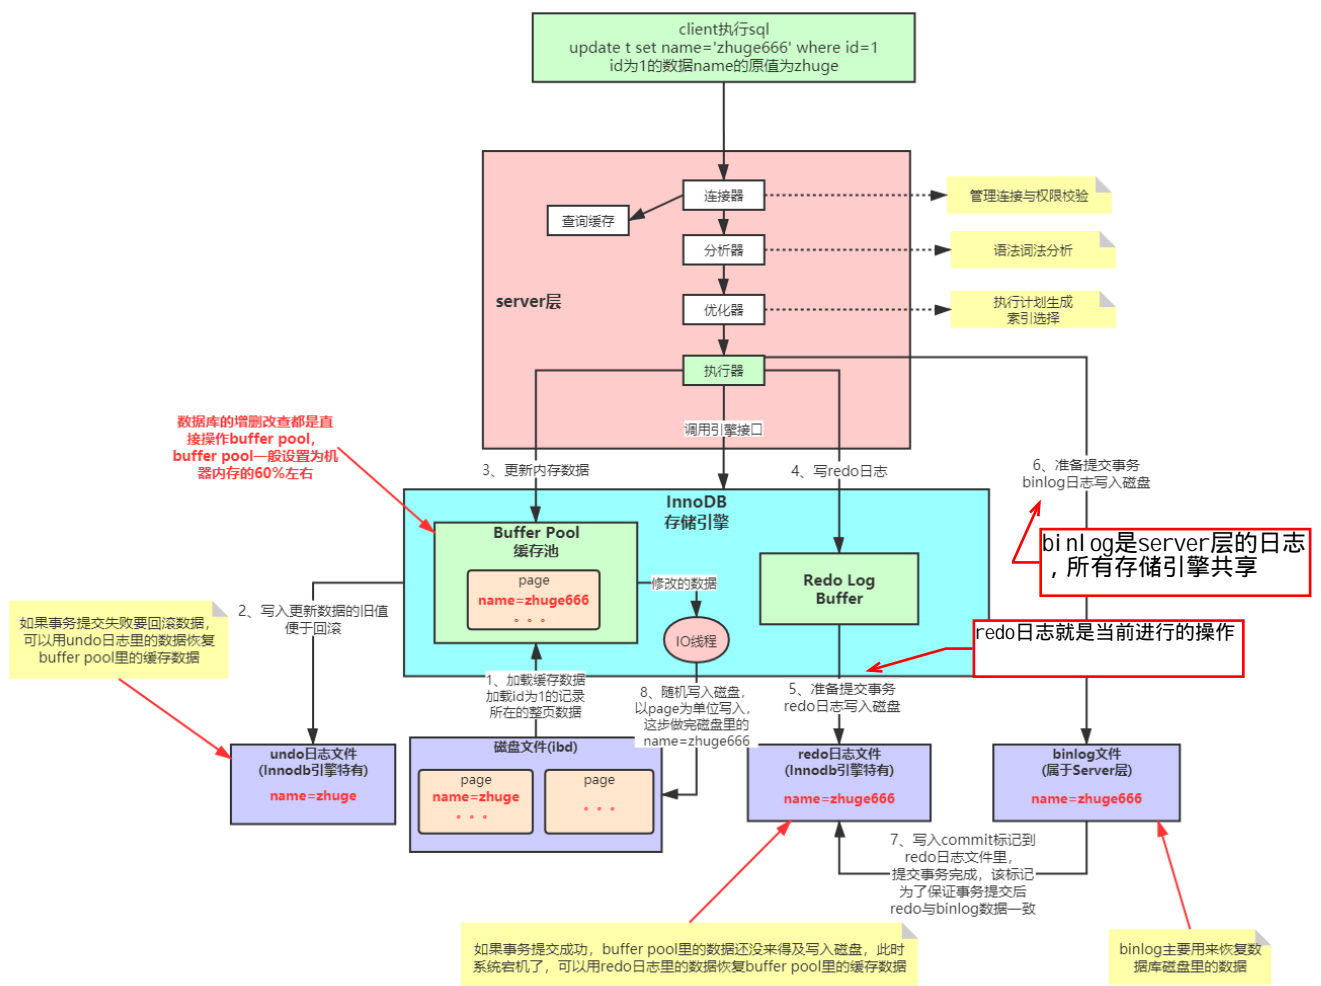 client执行sql
update t set name='zhuge666' where id=1
id为1的数据name的原值为zhuge
连接器
管理连接与权限校验
查询缓存
分析器
语法词法分析
server层
优化器
执行计划生成
索引选择
执行器
数据库的增删改查都是直
接操作buffer pool,
buffer pool一般设置为机
器内存的60%左右
调用引擎接口
3、更新内存数据
4、写redo日志
6、准备提交事务
binlog日志写入磁盘
InnoDB
存储引擎
Buffer Pool
缓存池
page
name=zhuge666
。。。
修改的数据
IO线程
Redo Log
Buffer
binlog是server层的日志
，所有存储引擎共享
redo日志就是当前进行的操作
2、写入更新数据的旧值
便于回滚
如果事务提交失败要回滚数据，
可以用undo日志里的数据恢复
buffer pool里的缓存数据
1、加载缓存数据
加载id为1的记录
所在的整页数据
8、随机写入磁盘，
以page为单位写入，
这步做完磁盘里的
name=zhuge666
5、准备提交事务
redo日志写入磁盘
undo日志文件
(Innodb引擎特有)
name=zhuge
磁盘文件(ibd)
page
name=zhuge
。。。
page
。。。
redo日志文件
(Innodb引擎特有)
name=zhuge666
binlog文件
(属于Server层)
name=zhuge666
7、写入commit标记到
redo日志文件里，
提交事务完成，该标记
为了保证事务提交后
redo与binlog数据一致
如果事务提交成功，buffer pool里的数据还没来得及写入磁盘，此时
系统宕机了，可以用redo日志里的数据恢复buffer pool里的缓存数据
binlog主要用来恢复数
据库磁盘里的数据